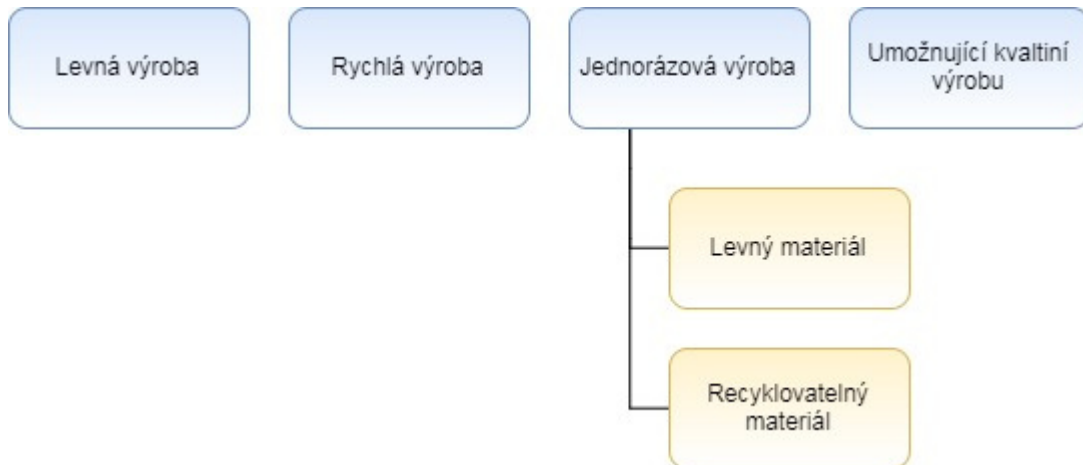 Levná výroba
Rychlá výroba
Jednorázová výroba
Umožnující kvaltiní
výrobu
Levný materiál
Recyklovatelný
materiál